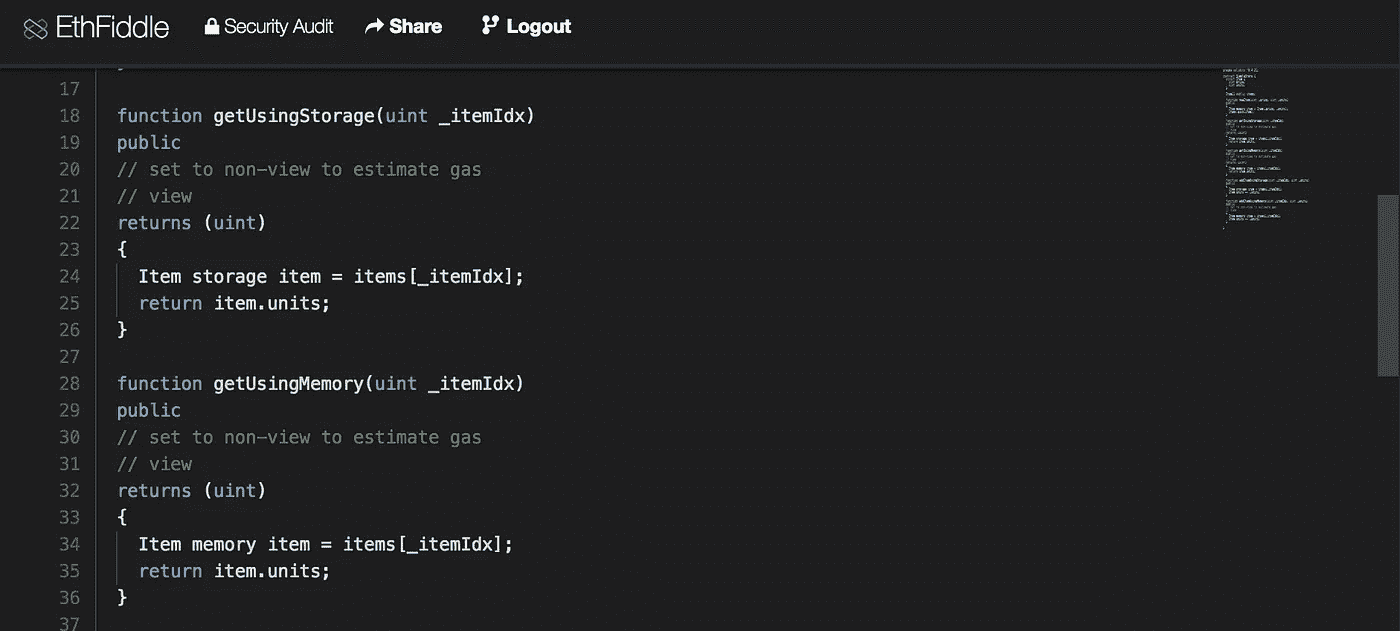 EthFiddle Security Audit Share Logout
17
18 function getUsingStorage(uint _itemIdx)
19 public
20 // set to non-view to estimate gas
21 // view
22 returns (uint)
23 {
24 Item storage item = items[_itemIdx];
25 return item.units;
26 }
27
28 function getUsingMemory(uint _itemIdx)
29 public
30 // set to non-view to estimate gas
31 // view
32 returns (uint)
33 {
34 Item memory item = items[_itemIdx];
35 return item.units;
36 }
37